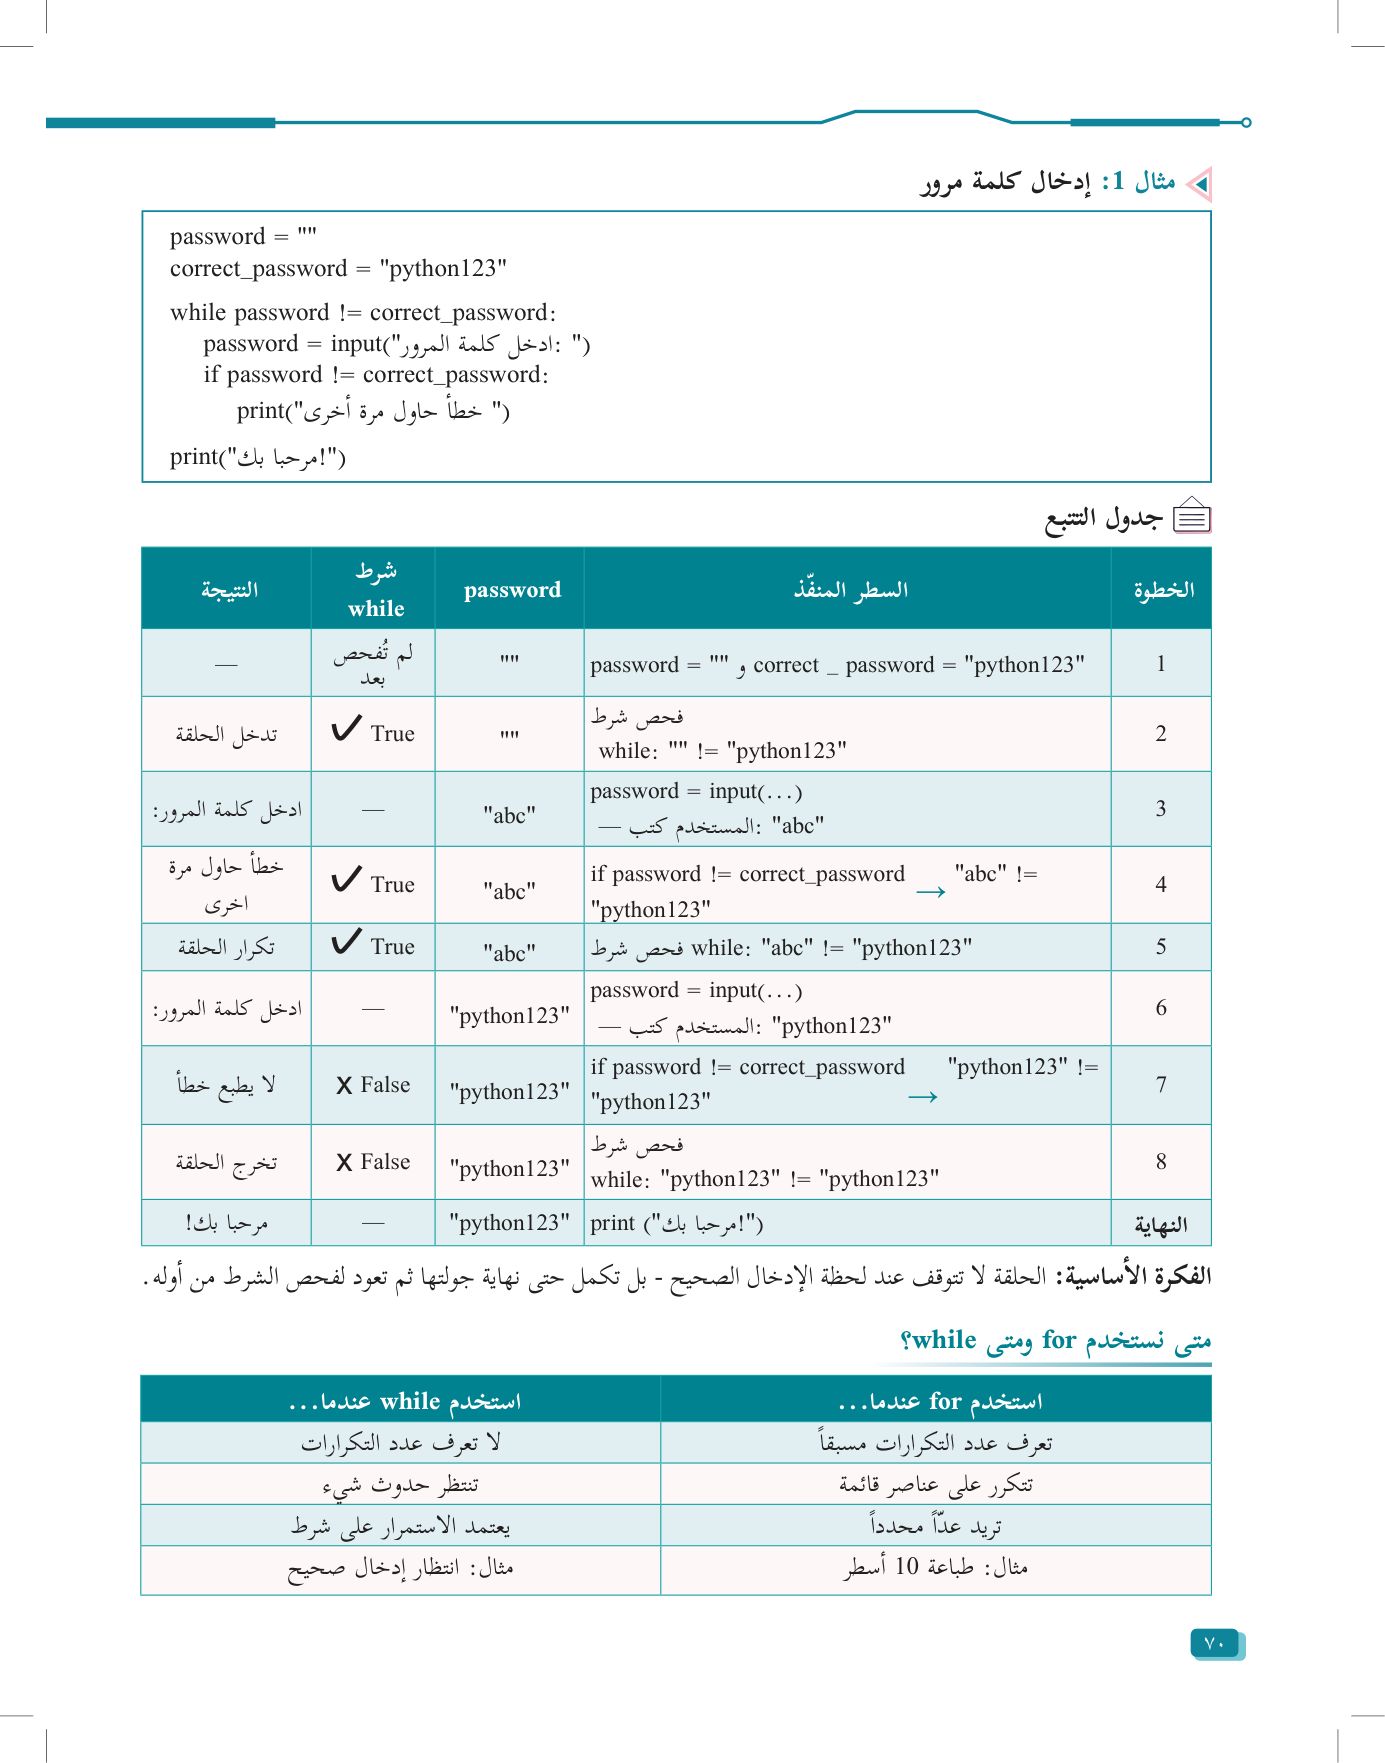 مثال 1: إدخال كلمة مرور
password = ""
correct_password = "python123"
while password != correct_password:
password = input("ادخل كلمة المرور: ")
if password != correct_password:
print("خطأ حاول مرة أخرى ")
print("مرحبا بك!")
جدول التتبع
الخطوة | السطر المنفّذ | password | شرط while | النتيجة
1 | password = "" و correct _ password = "python123" | "" | لم تُفحص بعد | —
2 | فحص شرط while: "" != "python123" | "" | ✔ True | تدخل الحلقة
3 | password = input(...) — المستخدم كتب: "abc" | "abc" | — | ادخل كلمة المرور:
4 | if password != correct_password → "abc" != "python123" | "abc" | ✔ True | خطأ حاول مرة اخرى
5 | فحص شرط while: "abc" != "python123" | "abc" | ✔ True | تكرار الحلقة
6 | password = input(...) — المستخدم كتب: "python123" | "python123" | — | ادخل كلمة المرور:
7 | if password != correct_password → "python123" != "python123" | "python123" | X False | لا يطبع خطأ
8 | فحص شرط while: "python123" != "python123" | "python123" | X False | تخرج الحلقة
النهاية | print ("مرحبا بك!") | "python123" | — | مرحبا بك!
الفكرة الأساسية: الحلقة لا تتوقف عند لحظة الإدخال الصحيح - بل تكمل حتى نهاية جولتها ثم تعود لفحص الشرط من أوله.
متى نستخدم for ومتى while؟
استخدم for عندما... | استخدم while عندما...
تعرف عدد التكرارات مسبقاً | لا تعرف عدد التكرارات
تتكرر على عناصر قائمة | تنتظر حدوث شيء
تريد عدّاً محدداً | يعتمد الاستمرار على شرط
مثال: طباعة 10 أسطر | مثال: انتظار إدخال صحيح
٧٠